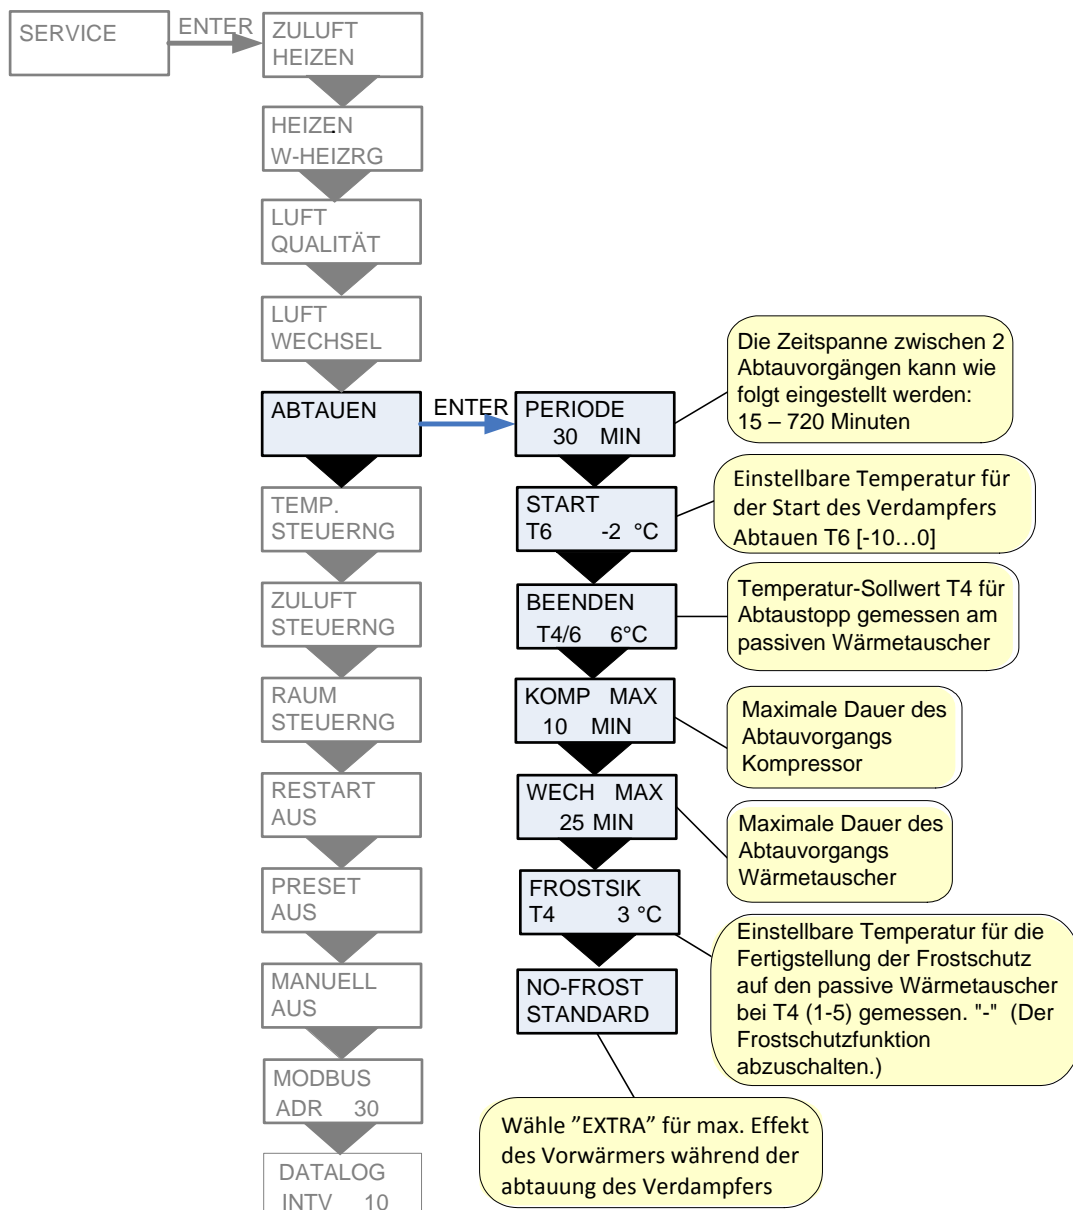 SERVICE
ENTER
ZULUFT
HEIZEN
HEIZEN
W-HEIZRG
LUFT
QUALITÄT
LUFT
WECHSEL
ABTAUEN
ENTER
TEMP.
STEUERNG
ZULUFT
STEUERNG
RAUM
STEUERNG
RESTART
AUS
PRESET
AUS
MANUELL
AUS
MODBUS
ADR 30
DATALOG
INTV 10
PERIODE
30 MIN
Die Zeitspanne zwischen 2
Abtauvorgängen kann wie
folgt eingestellt werden:
15 – 720 Minuten
START
T6 -2 °C
Einstellbare Temperatur für
der Start des Verdampfers
Abtauen T6 [-10…0]
BEENDEN
T4/6 6°C
Temperatur-Sollwert T4 für
Abtaustopp gemessen am
passiven Wärmetauscher
KOMP MAX
10 MIN
Maximale Dauer des
Abtauvorgangs
Kompressor
WECH MAX
25 MIN
Maximale Dauer des
Abtauvorgangs
Wärmetauscher
FROSTSIK
T4 3 °C
Einstellbare Temperatur für die
Fertigstellung der Frostschutz
auf den passive Wärmetauscher
bei T4 (1-5) gemessen. "-" (Der
Frostschutzfunktion
abzuschalten.)
NO-FROST
STANDARD
Wähle ”EXTRA” für max. Effekt
des Vorwärmers während der
abtauung des Verdampfers